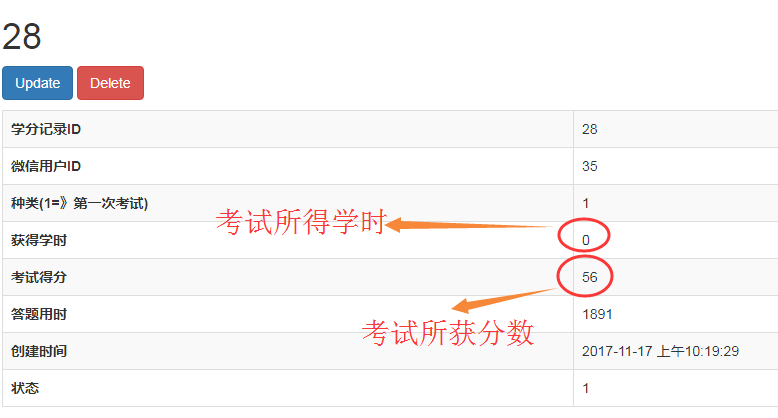 28
Update Delete
学分记录ID 28
微信用户ID 35
种类(1=》第一次考试) 1
考试所得学时
获得学时 0
考试得分 56
答题用时 1891
考试所获分数
创建时间 2017-11-17 上午10:19:29
状态 1